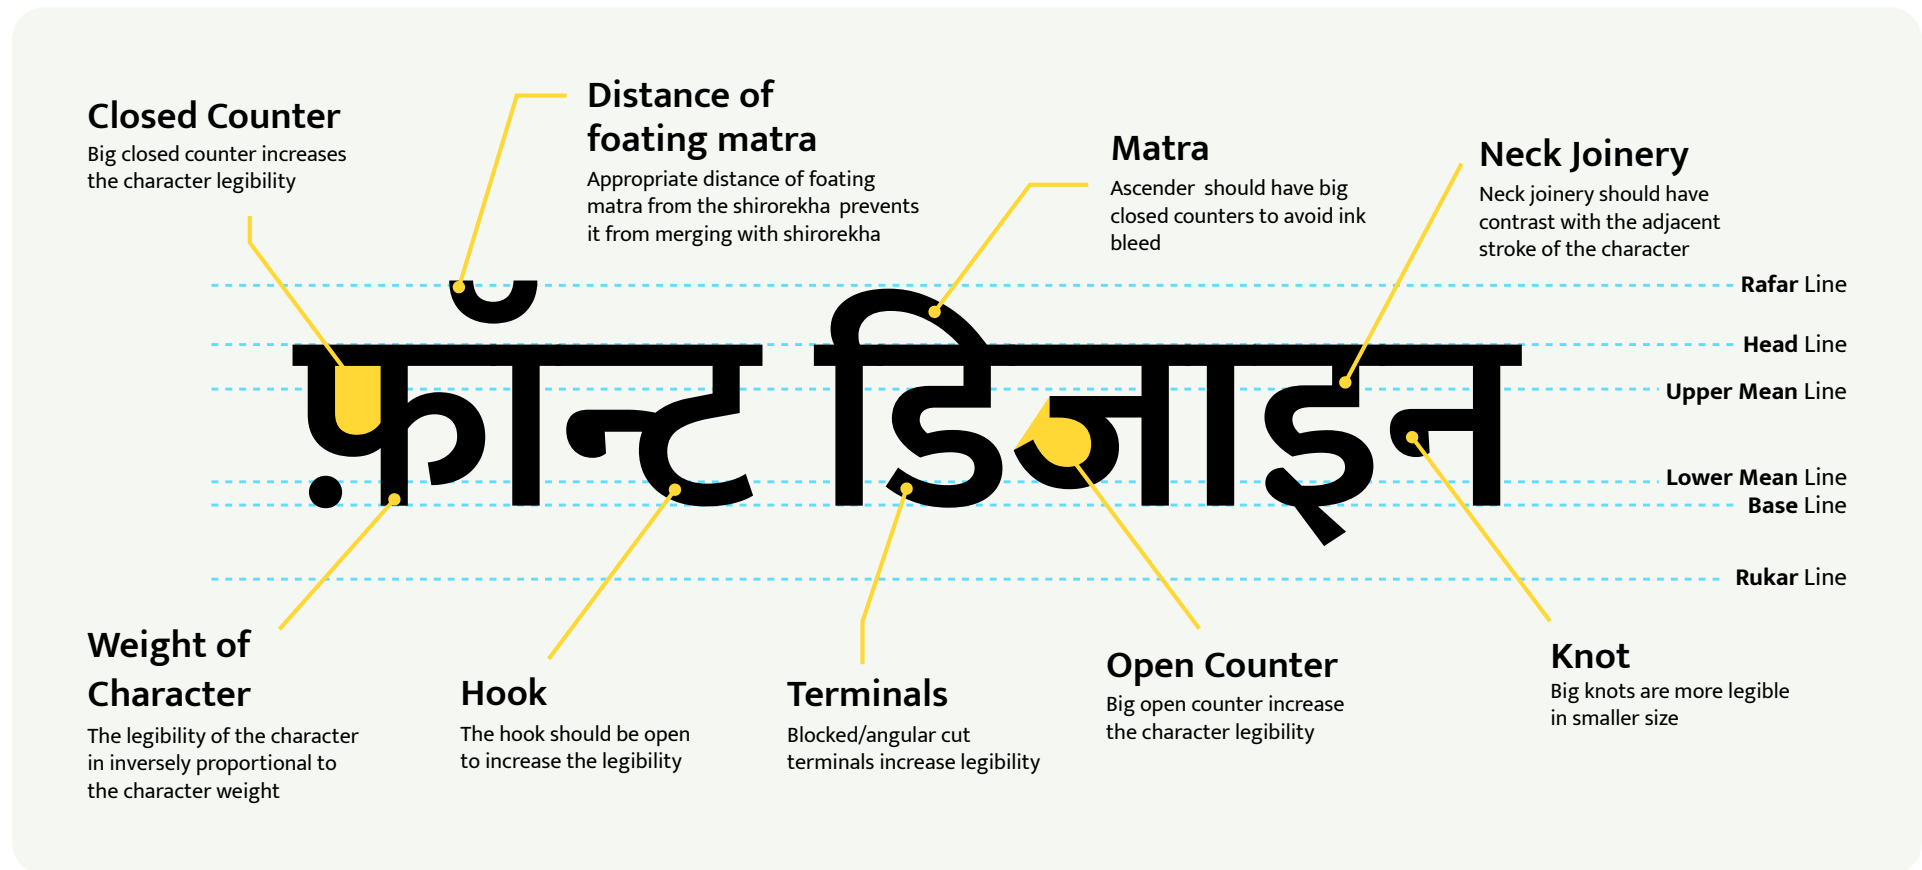 Closed Counter
Big closed counter increases
the character legibility
Distance of
foating matra
Appropriate distance of foating
matra from the shirorekha prevents
it from merging with shirorekha
Matra
Ascender should have big
closed counters to avoid ink
bleed
Neck Joinery
Neck joinery should have
contrast with the adjacent
stroke of the character
Rafar Line
Head Line
Upper Mean Line
Lower Mean Line
Base Line
Rukar Line
फ़ॉन्ट डिजाइन
Weight of
Character
The legibility of the character
in inversely proportional to
the character weight
Hook
The hook should be open
to increase the legibility
Terminals
Blocked/angular cut
terminals increase legibility
Open Counter
Big open counter increase
the character legibility
Knot
Big knots are more legible
in smaller size